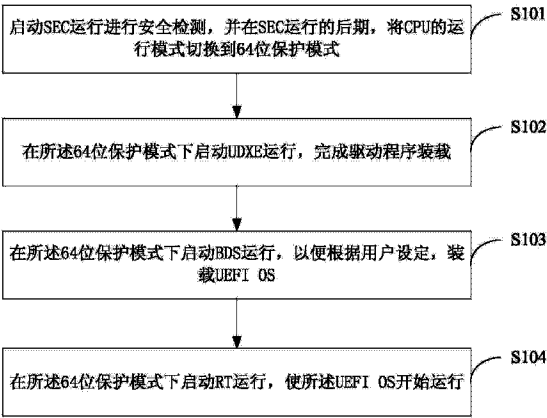 启动SEC运行进行安全检测，并在SEC运行的后期，将CPU的运
行模式切换到64位保护模式
S101
在所述64位保护模式下启动UDXE运行，完成驱动程序装载
S102
在所述64位保护模式下启动BDS运行，以便根据用户设定，装
载UEFI OS
S103
在所述64位保护模式下启动RT运行，使所述UEFI OS开始运行
S104